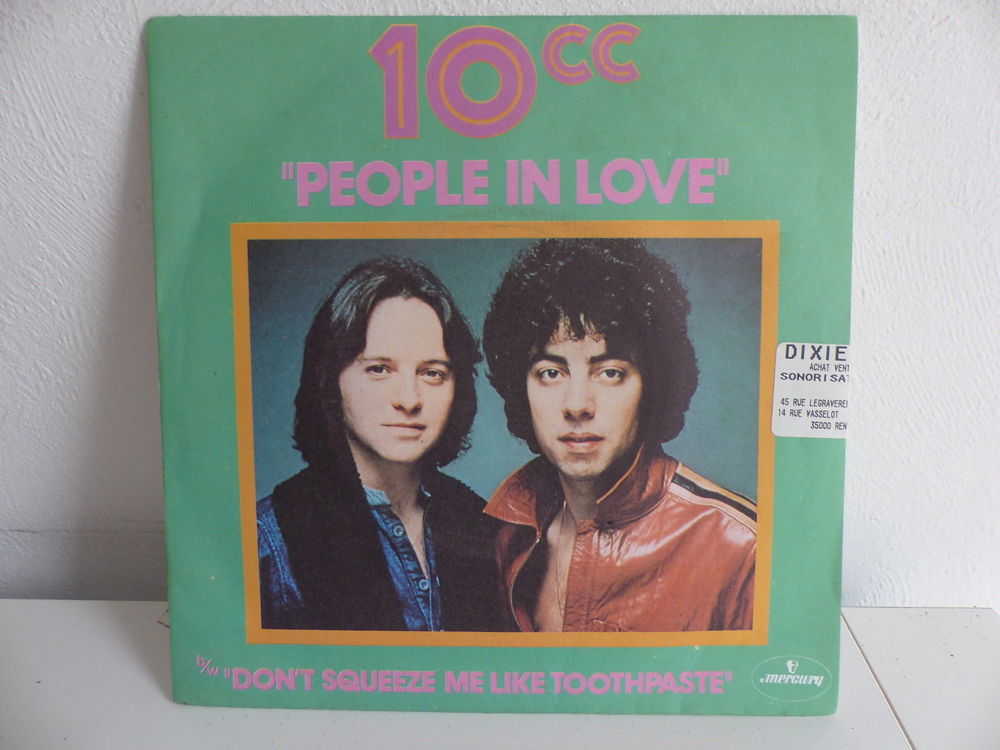 10cc
"PEOPLE IN LOVE"
DIXIE
ACHAT VENT
SONORISAT
45 RUE LEGRAVEREN
14 RUE VASSELOT
35000 REN
b/w "DON'T SQUEEZE ME LIKE TOOTHPASTE"
mercury